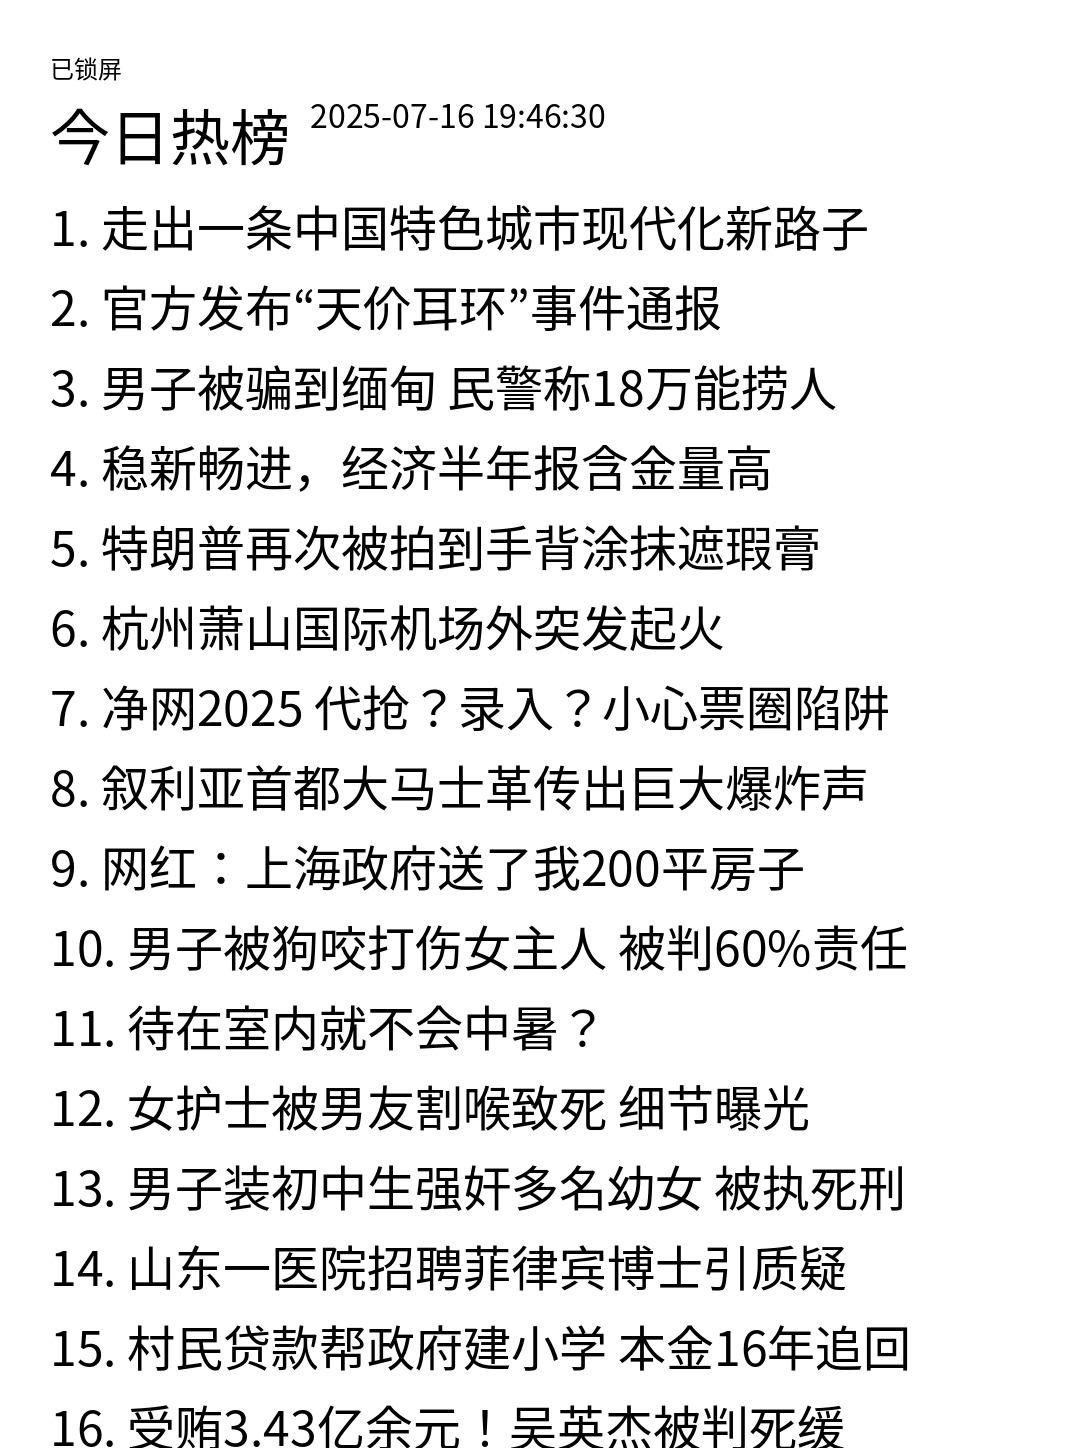 已锁屏
今日热榜 2025-07-16 19:46:30
1. 走出一条中国特色城市现代化新路子
2. 官方发布“天价耳环”事件通报
3. 男子被骗到缅甸 民警称18万能捞人
4. 稳新畅进，经济半年报含金量高
5. 特朗普再次被拍到手背涂抹遮瑕膏
6. 杭州萧山国际机场外突发起火
7. 净网2025 代抢？录入？小心票圈陷阱
8. 叙利亚首都大马士革传出巨大爆炸声
9. 网红：上海政府送了我200平房子
10. 男子被狗咬打伤女主人 被判60%责任
11. 待在室内就不会中暑？
12. 女护士被男友割喉致死 细节曝光
13. 男子装初中生强奸多名幼女 被执死刑
14. 山东一医院招聘菲律宾博士引质疑
15. 村民贷款帮政府建小学 本金16年追回
16. 受贿3.43亿余元！吴英杰被判死缓